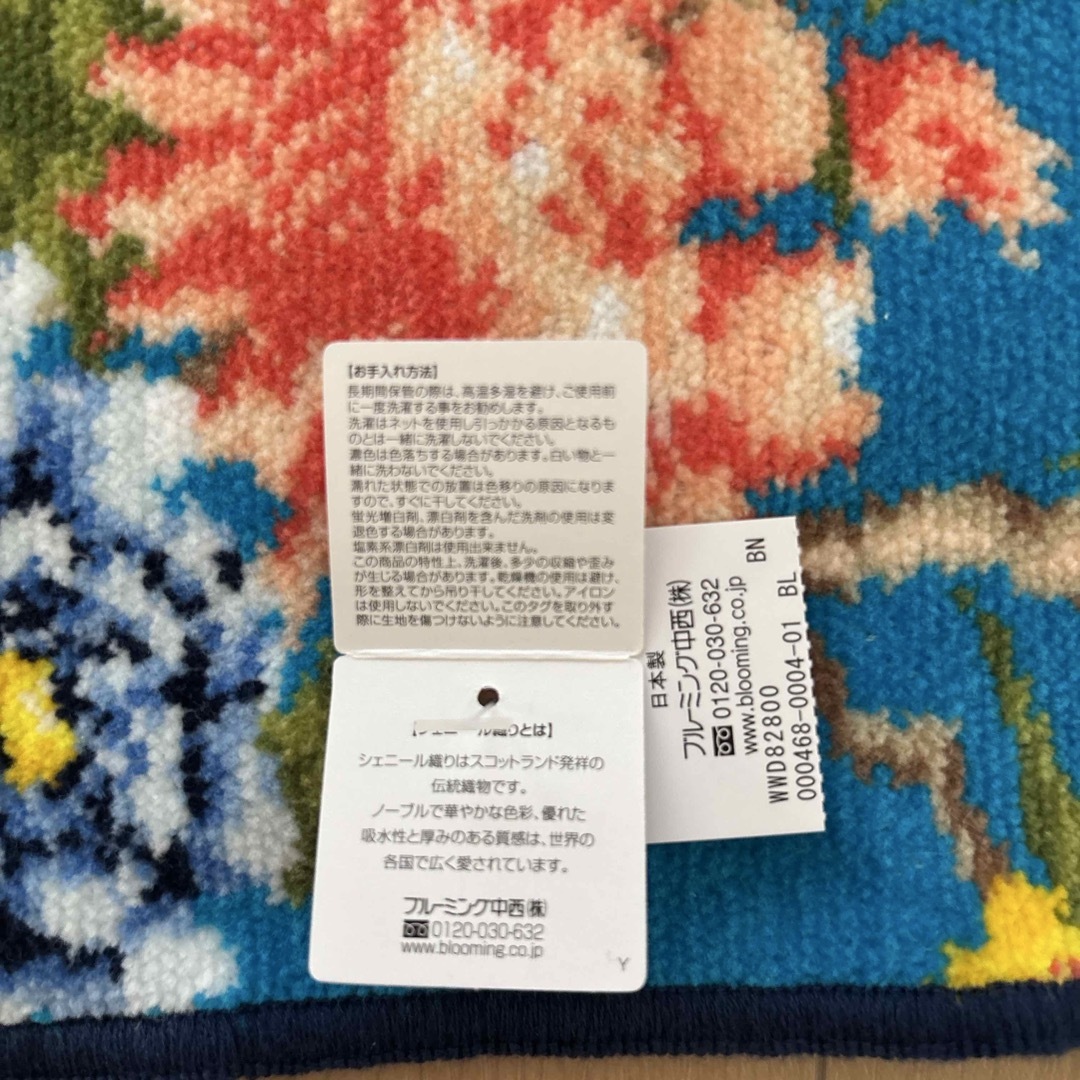 【お手入れ方法】
長期間保管の際は、高温多湿を避け、ご使用前
に一度洗濯する事をお勧めします。
洗濯はネットを使用し引っかかる原因となるも
のとは一緒に洗濯しないでください。
濃色は色落ちする場合があります。白い物と一
緒に洗わないでください。
濡れた状態での放置は色移りの原因になりま
すので、すぐに干してください。
蛍光増白剤、漂白剤を含んだ洗剤の使用は変
退色する場合があります。
塩素系漂白剤は使用出来ません。
この商品の特性上、洗濯後、多少の収縮や歪み
が生じる場合があります。乾燥機の使用は避け、
形を整えてから吊り干してください。アイロン
は使用しないでください。このタグを取り外す
際に生地を傷つけないように注意してください。
【シェニール織りとは】
シェニール織りはスコットランド発祥の
伝統織物です。
ノーブルで華やかな色彩、優れた
吸水性と厚みのある質感は、世界の
各国で広く愛されています。
ブルーミング中西(株)
0120-030-632
www.blooming.co.jp
Y
日本製
ブルーミング中西(株)
0120-030-632
www.blooming.co.jp BN
WWD82800
000468-0004-01 BL